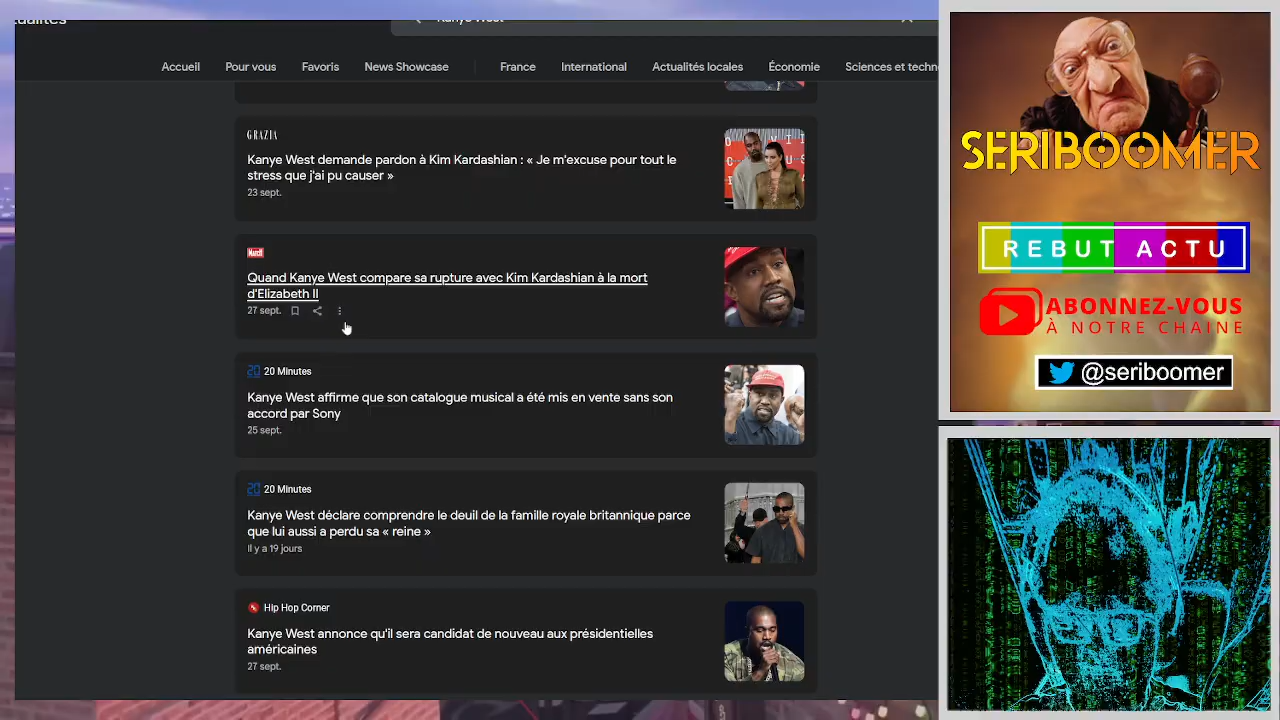 Kanye West
Accueil Pour vous Favoris News Showcase France International Actualités locales Économie Sciences et techn
GRAZIA
Kanye West demande pardon à Kim Kardashian : « Je m'excuse pour tout le
stress que j'ai pu causer »
23 sept.
Quand Kanye West compare sa rupture avec Kim Kardashian à la mort
d'Elizabeth II
27 sept.
20 Minutes
Kanye West affirme que son catalogue musical a été mis en vente sans son
accord par Sony
25 sept.
20 Minutes
Kanye West déclare comprendre le deuil de la famille royale britannique parce
que lui aussi a perdu sa « reine »
Il y a 19 jours
Hip Hop Corner
Kanye West annonce qu'il sera candidat de nouveau aux présidentielles
américaines
27 sept.
SERIBOOMER
REBUT ACTU
ABONNEZ-VOUS
À NOTRE CHAINE
@seriboomer